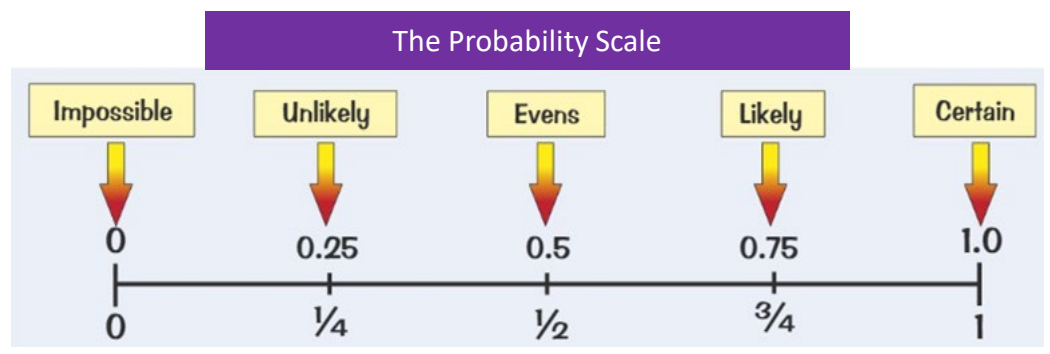 The Probability Scale
Impossible Unlikely Evens Likely Certain
0 0.25 0.5 0.75 1.0
0 ¼ ½ ¾ 1